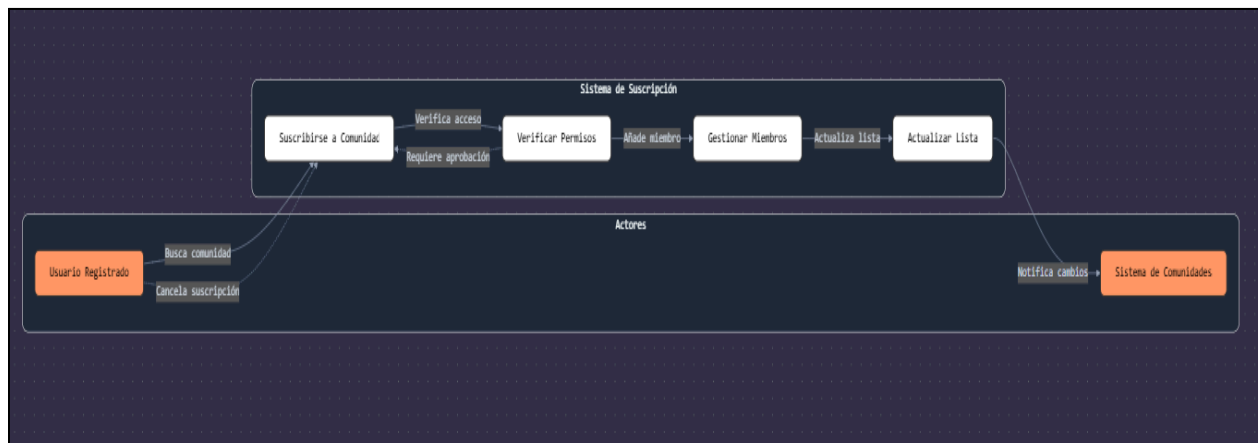 Sistema de Suscripción
Suscribirse a Comunidad
Verifica acceso
Requiere aprobación
Verificar Permisos
Añade miembro
Gestionar Miembros
Actualiza lista
Actualizar Lista
Actores
Usuario Registrado
Busca comunidad
Cancela suscripción
Notifica cambios
Sistema de Comunidades